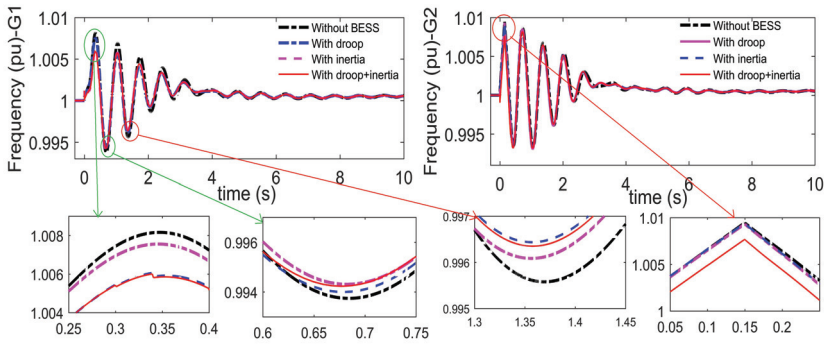 Frequency (pu)-G1
1.01
1.005
1
0.995
0 2 4 6 8 10
time (s)
Without BESS
With droop
With inertia
With droop+inertia
Frequency (pu)-G2
1.01
1.005
1
0.995
0 2 4 6 8 10
time (s)
Without BESS
With droop
With inertia
With droop+inertia
1.008
1.006
1.004
0.25 0.3 0.35 0.4
0.996
0.994
0.6 0.65 0.7 0.75
0.997
0.996
0.995
1.3 1.35 1.4 1.45
1.01
1.005
1
0.05 0.1 0.15 0.2